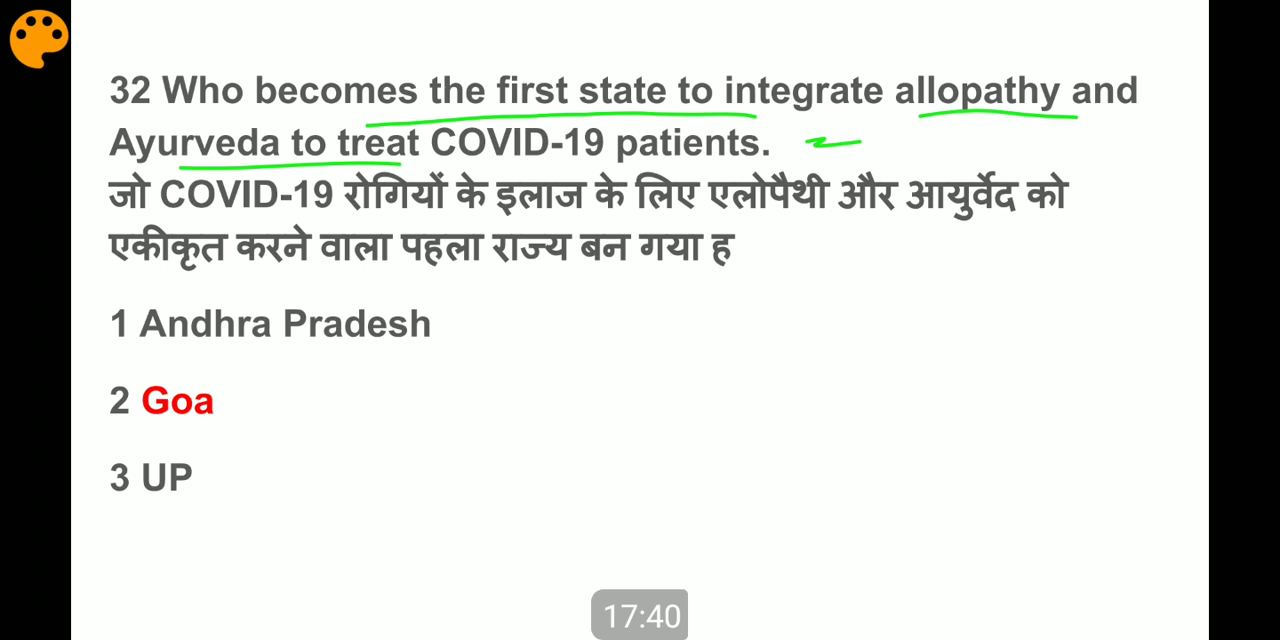 32 Who becomes the first state to integrate allopathy and
Ayurveda to treat COVID-19 patients.
जो COVID-19 रोगियों के इलाज के लिए एलोपैथी और आयुर्वेद को
एकीकृत करने वाला पहला राज्य बन गया ह
1 Andhra Pradesh
2 Goa
3 UP
17:40